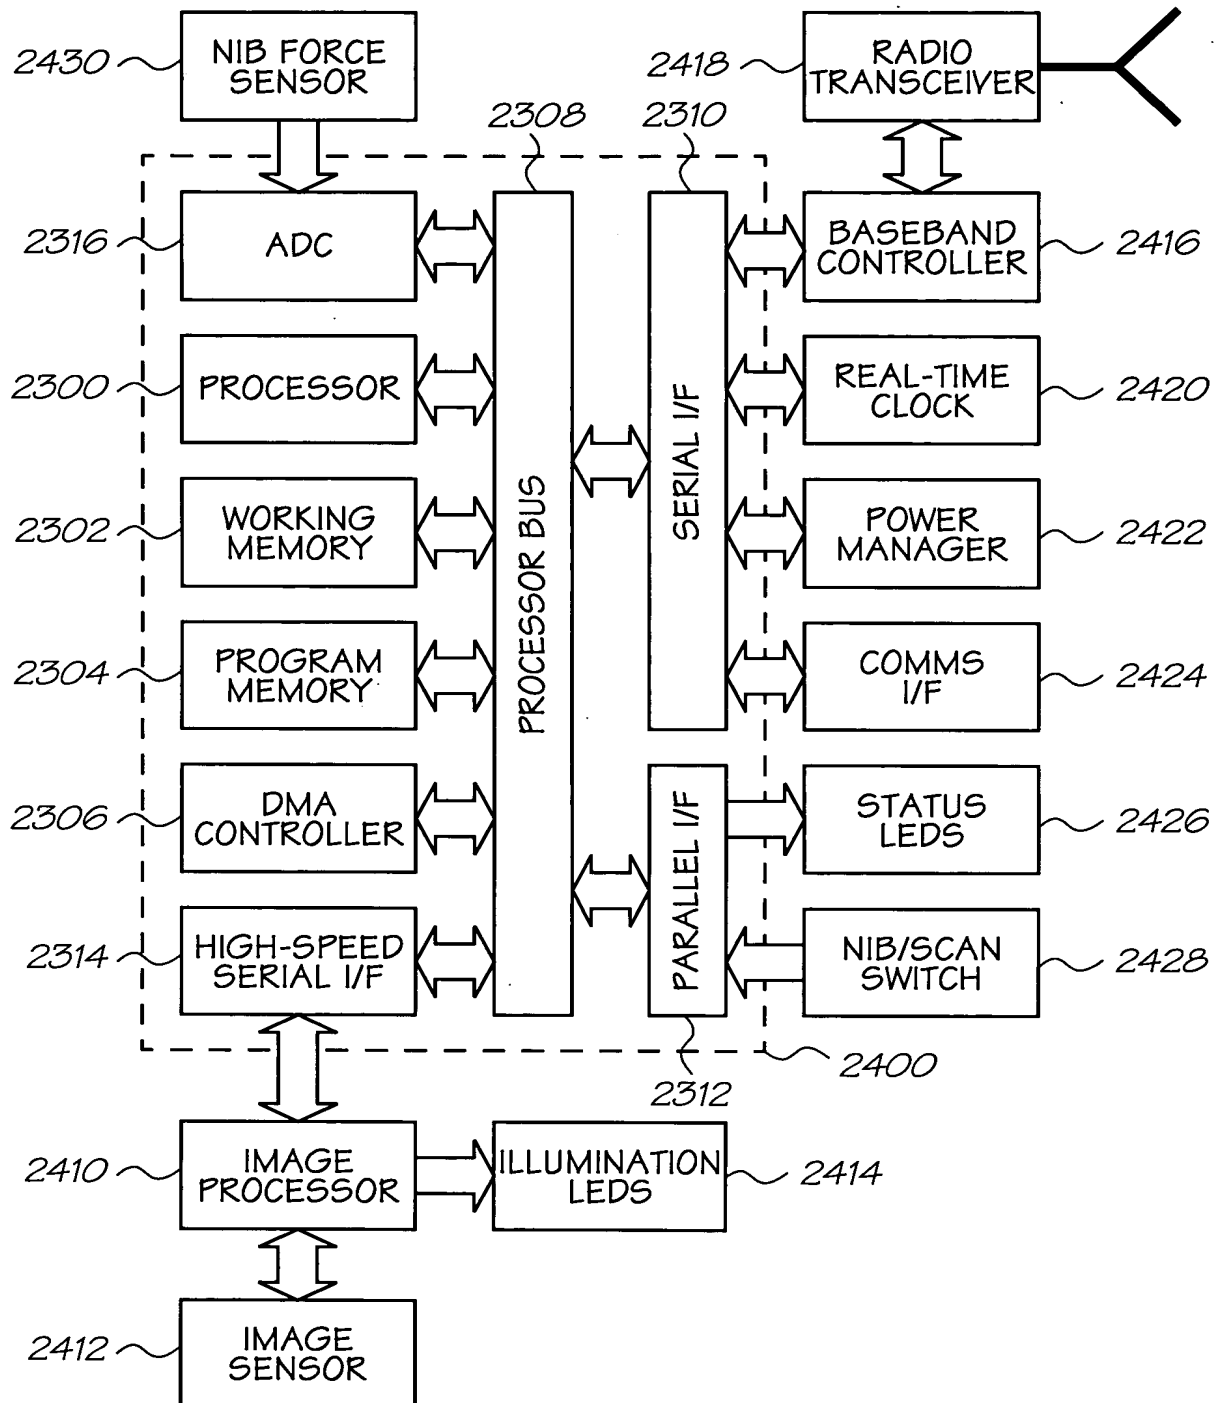 2430
NIB FORCE
SENSOR
2418
RADIO
TRANSCEIVER
2308
2310
2316
ADC
BASEBAND
CONTROLLER
2416
2300
PROCESSOR
REAL-TIME
CLOCK
2420
2302
WORKING
MEMORY
PROCESSOR BUS
SERIAL I/F
POWER
MANAGER
2422
2304
PROGRAM
MEMORY
COMMS
I/F
2424
2306
DMA
CONTROLLER
PARALLEL I/F
STATUS
LEDS
2426
2314
HIGH-SPEED
SERIAL I/F
NIB/SCAN
SWITCH
2428
2400
2312
2410
IMAGE
PROCESSOR
ILLUMINATION
LEDS
2414
2412
IMAGE
SENSOR